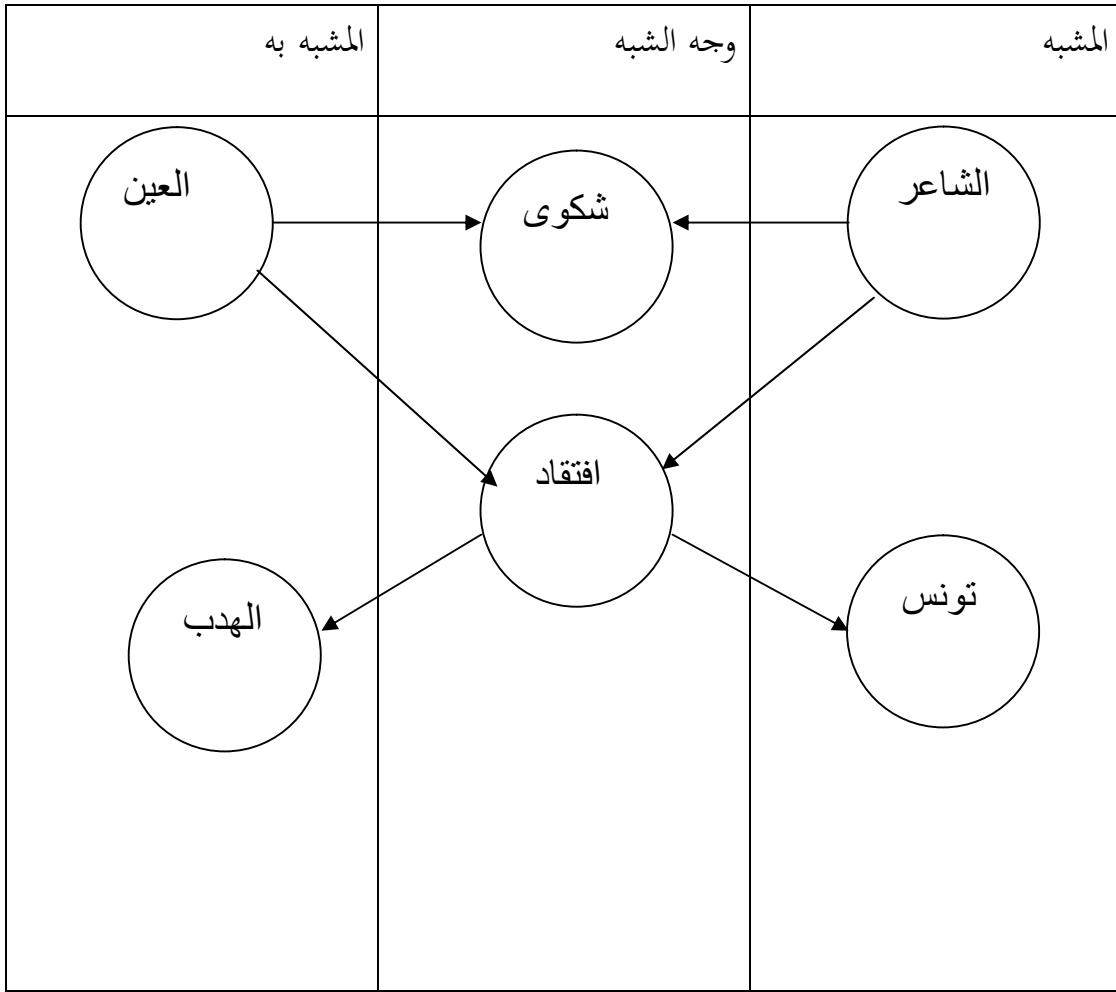 المشبه
وجه الشبه
المشبه به
الشاعر
شكوى
العين
افتقاد
تونس
الهدب